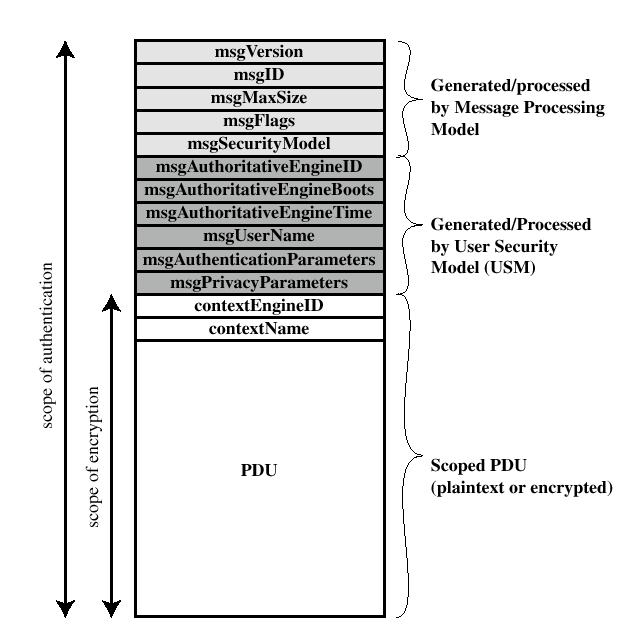 msgVersion
msgID
msgMaxSize
msgFlags
msgSecurityModel
msgAuthoritativeEngineID
msgAuthoritativeEngineBoots
msgAuthoritativeEngineTime
msgUserName
msgAuthenticationParameters
msgPrivacyParameters
contextEngineID
contextName
PDU
Generated/processed
by Message Processing
Model
Generated/Processed
by User Security
Model (USM)
Scoped PDU
(plaintext or encrypted)
scope of authentication
scope of encryption